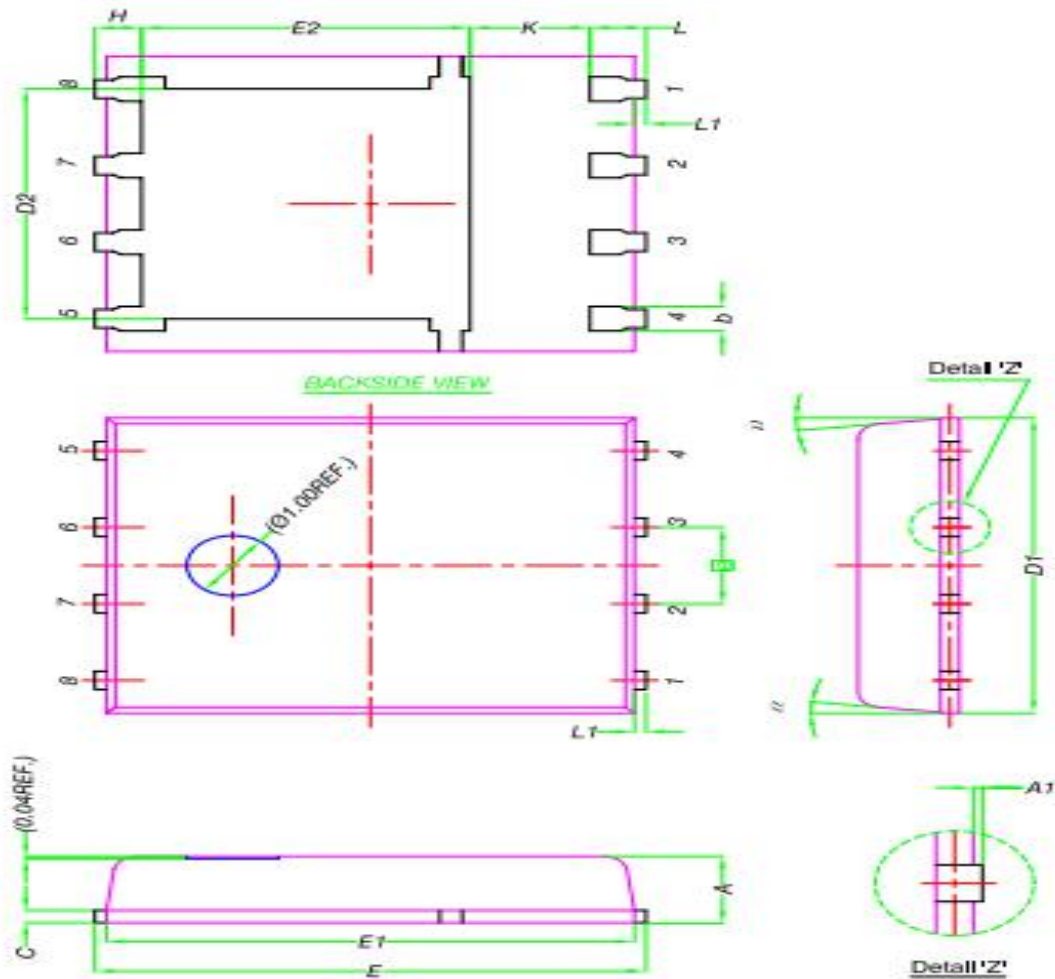 H E2 K L
8 1
L1
7 2
D2
6 3
5 4 b
BACKSIDE VIEW
Detail 'Z'
5 4
(Ø1.00REF.)
6 3
D1
7 2
8 1
L1
(0.04REF.)
A1
A
C
E1
E
Detail 'Z'